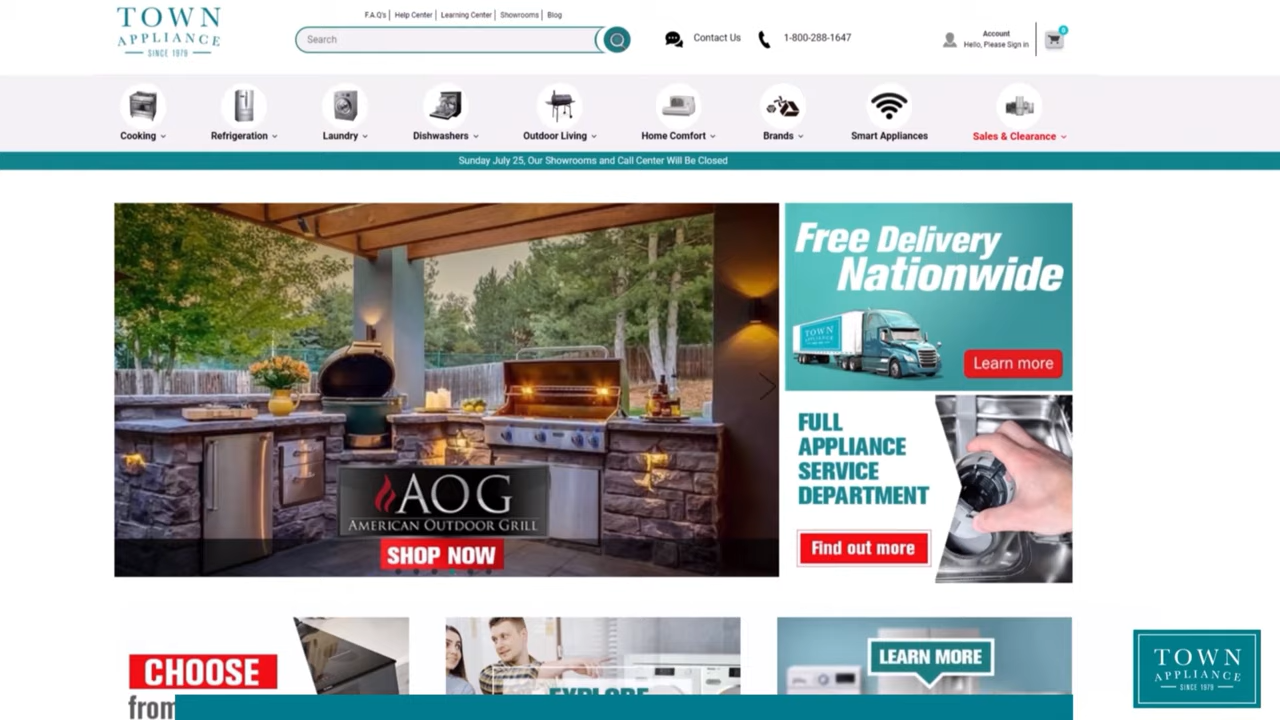 TOWN
APPLIANCE
SINCE 1979
F.A.Q's | Help Center | Learning Center | Showrooms | Blog
Search
Contact Us
1-800-288-1647
Account
Hello, Please Sign in
0
Cooking
Refrigeration
Laundry
Dishwashers
Outdoor Living
Home Comfort
Brands
Smart Appliances
Sales & Clearance
Sunday July 25, Our Showrooms and Call Center Will Be Closed
AOG
AMERICAN OUTDOOR GRILL
SHOP NOW
Free Delivery
Nationwide
TOWN
Learn more
FULL
APPLIANCE
SERVICE
DEPARTMENT
Find out more
CHOOSE
from
EXPLORE
LEARN MORE
TOWN
APPLIANCE
SINCE 1979